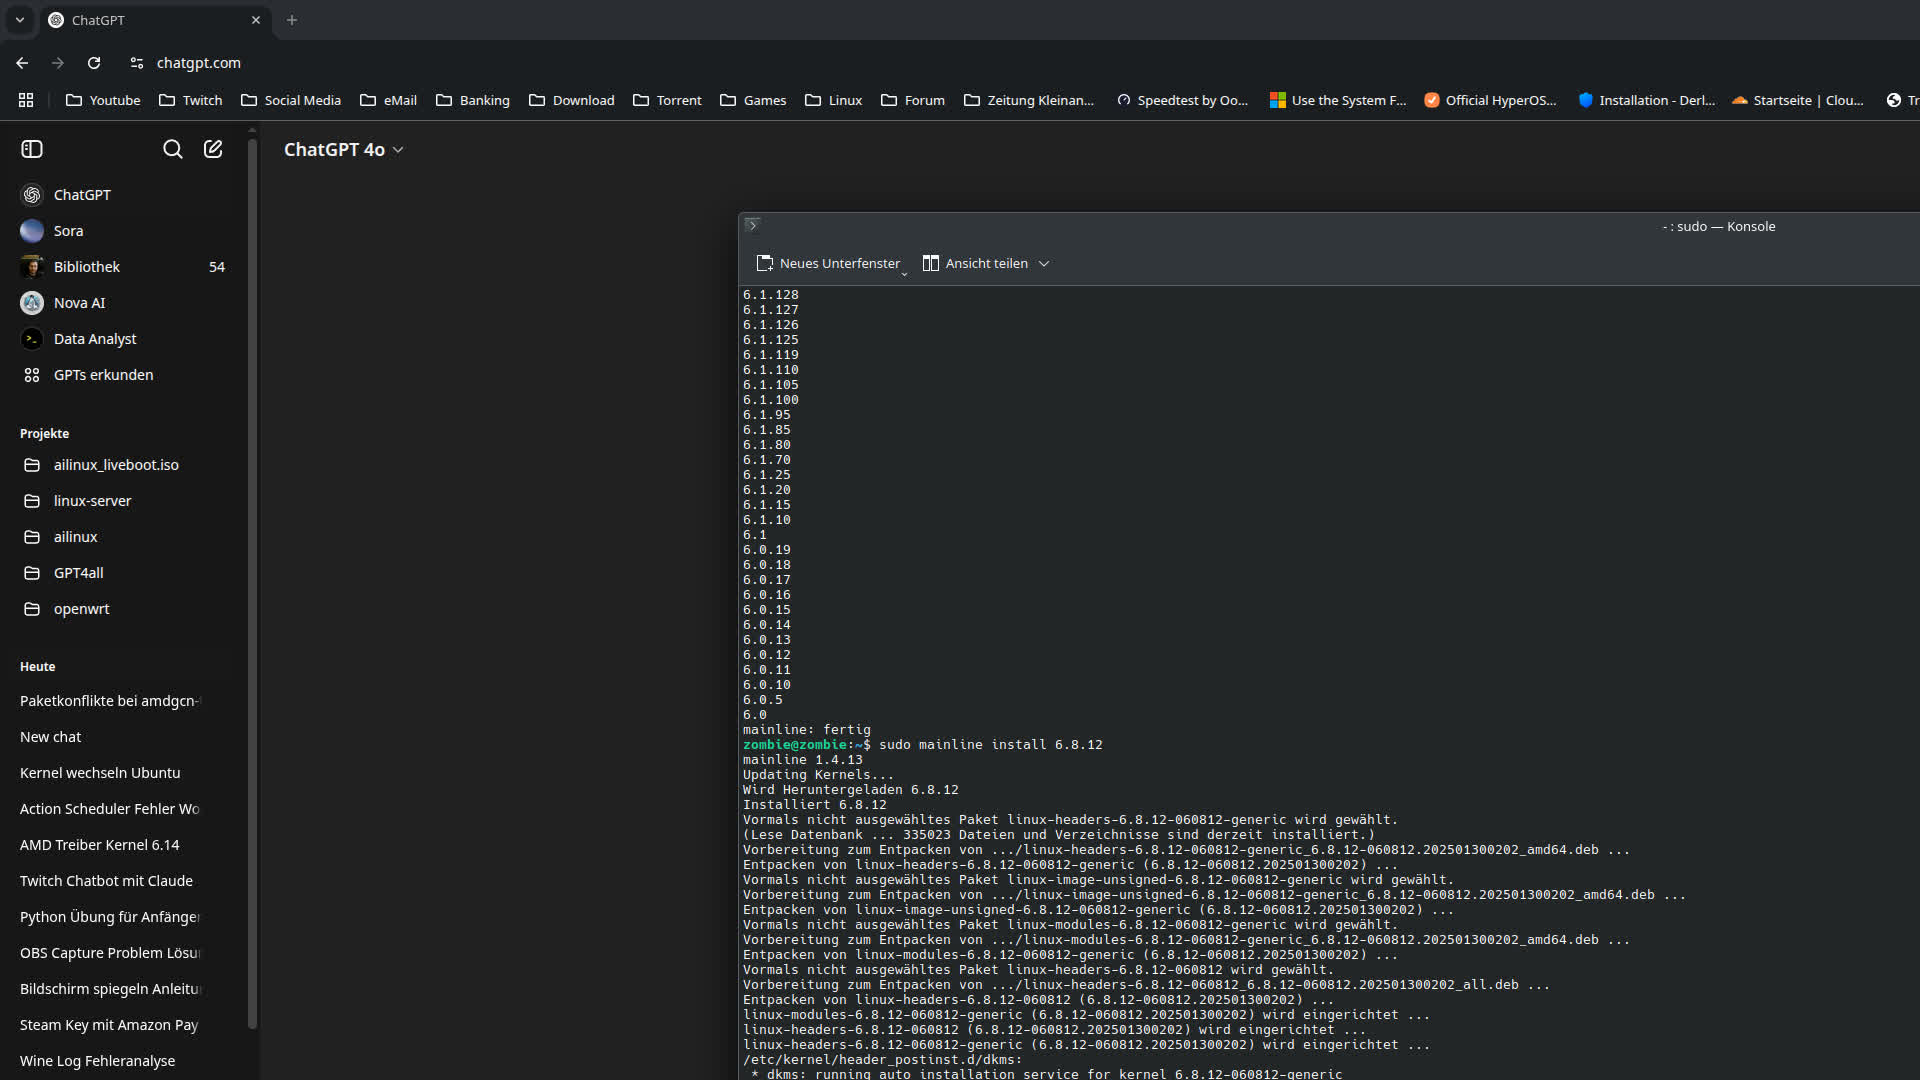 ChatGPT
chatgpt.com
Youtube
Twitch
Social Media
eMail
Banking
Download
Torrent
Games
Linux
Forum
Zeitung Kleinan...
Speedtest by Oo...
Use the System F...
Official HyperOS...
Installation - Derl...
Startseite | Clou...
Tr
ChatGPT 4o
ChatGPT
Sora
Bibliothek 54
Nova AI
Data Analyst
GPTs erkunden
Projekte
ailinux_liveboot.iso
linux-server
ailinux
GPT4all
openwrt
Heute
Paketkonflikte bei amdgcn-
New chat
Kernel wechseln Ubuntu
Action Scheduler Fehler Wo
AMD Treiber Kernel 6.14
Twitch Chatbot mit Claude
Python Übung für Anfänger
OBS Capture Problem Lösu
Bildschirm spiegeln Anleitu
Steam Key mit Amazon Pay
Wine Log Fehleranalyse
- : sudo — Konsole
Neues Unterfenster
Ansicht teilen
6.1.128
6.1.127
6.1.126
6.1.125
6.1.119
6.1.110
6.1.105
6.1.100
6.1.95
6.1.85
6.1.80
6.1.70
6.1.25
6.1.20
6.1.15
6.1.10
6.1
6.0.19
6.0.18
6.0.17
6.0.16
6.0.15
6.0.14
6.0.13
6.0.12
6.0.11
6.0.10
6.0.5
6.0
mainline: fertig
zombie@zombie:~$ sudo mainline install 6.8.12
mainline 1.4.13
Updating Kernels...
Wird Heruntergeladen 6.8.12
Installiert 6.8.12
Vormals nicht ausgewähltes Paket linux-headers-6.8.12-060812-generic wird gewählt.
(Lese Datenbank ... 335023 Dateien und Verzeichnisse sind derzeit installiert.)
Vorbereitung zum Entpacken von .../linux-headers-6.8.12-060812-generic_6.8.12-060812.202501300202_amd64.deb ...
Entpacken von linux-headers-6.8.12-060812-generic (6.8.12-060812.202501300202) ...
Vormals nicht ausgewähltes Paket linux-image-unsigned-6.8.12-060812-generic wird gewählt.
Vorbereitung zum Entpacken von .../linux-image-unsigned-6.8.12-060812-generic_6.8.12-060812.202501300202_amd64.deb ...
Entpacken von linux-image-unsigned-6.8.12-060812-generic (6.8.12-060812.202501300202) ...
Vormals nicht ausgewähltes Paket linux-modules-6.8.12-060812-generic wird gewählt.
Vorbereitung zum Entpacken von .../linux-modules-6.8.12-060812-generic_6.8.12-060812.202501300202_amd64.deb ...
Entpacken von linux-modules-6.8.12-060812-generic (6.8.12-060812.202501300202) ...
Vormals nicht ausgewähltes Paket linux-headers-6.8.12-060812 wird gewählt.
Vorbereitung zum Entpacken von .../linux-headers-6.8.12-060812_6.8.12-060812.202501300202_all.deb ...
Entpacken von linux-headers-6.8.12-060812 (6.8.12-060812.202501300202) ...
linux-modules-6.8.12-060812-generic (6.8.12-060812.202501300202) wird eingerichtet ...
linux-headers-6.8.12-060812 (6.8.12-060812.202501300202) wird eingerichtet ...
linux-headers-6.8.12-060812-generic (6.8.12-060812.202501300202) wird eingerichtet ...
/etc/kernel/header_postinst.d/dkms:
* dkms: running auto installation service for kernel 6.8.12-060812-generic